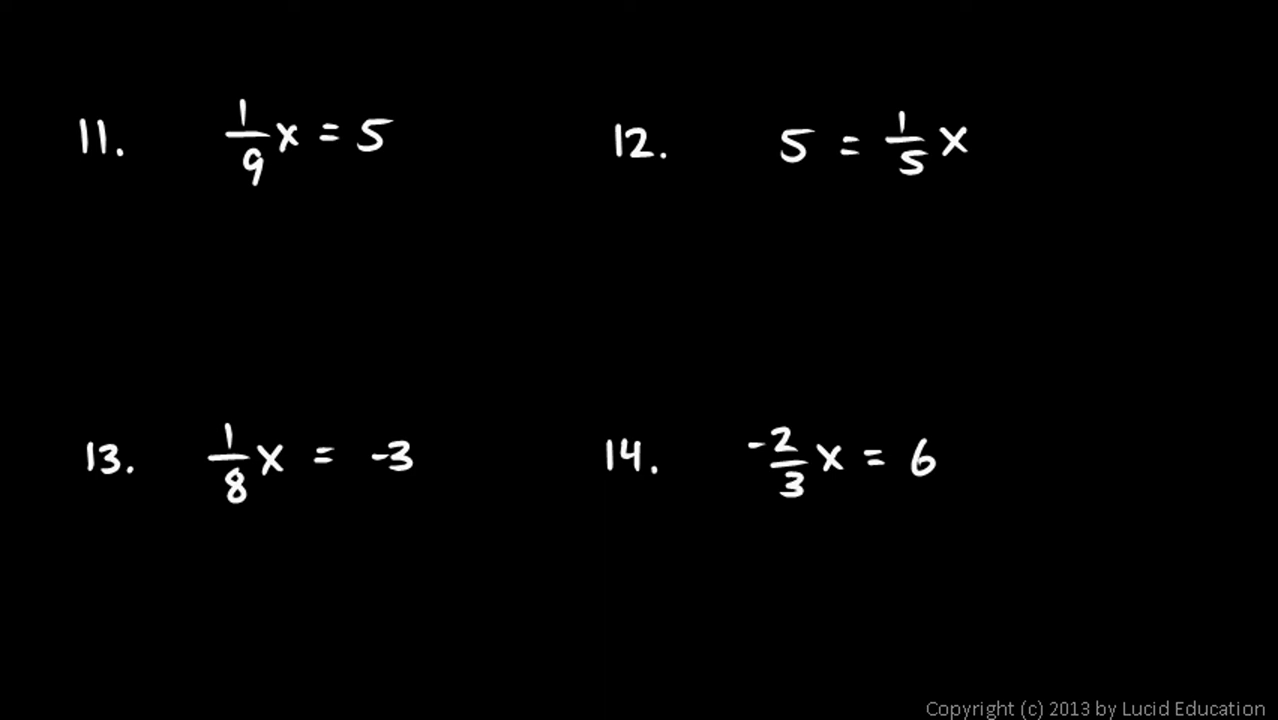 11. 1/9 x = 5
12. 5 = 1/5 x
13. 1/8 x = -3
14. -2/3 x = 6
Copyright (c) 2013 by Lucid Education